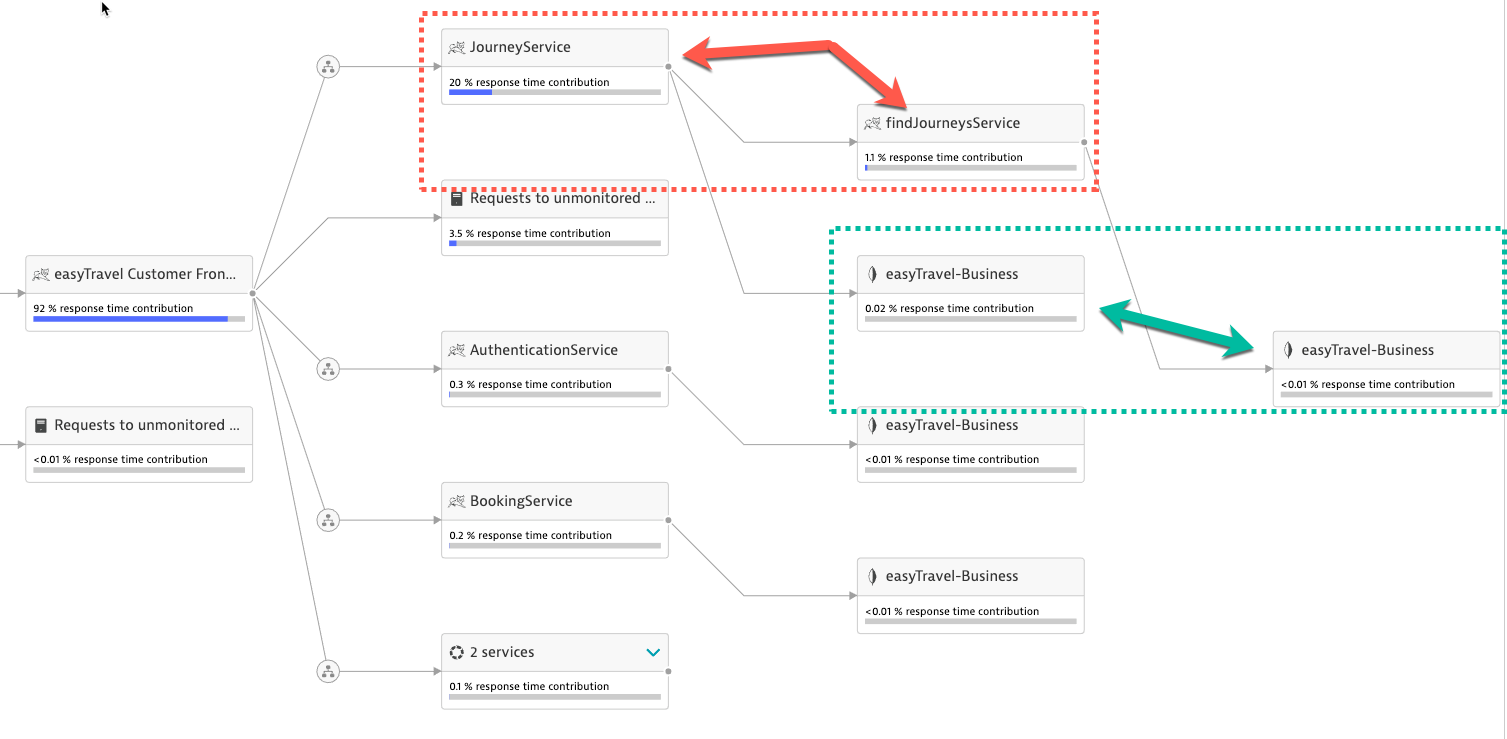 JourneyService
20 % response time contribution
findJourneysService
1.1 % response time contribution
Requests to unmonitored ...
3.5 % response time contribution
easyTravel Customer Fron...
92 % response time contribution
easyTravel-Business
0.02 % response time contribution
AuthenticationService
0.3 % response time contribution
easyTravel-Business
<0.01 % response time contribution
Requests to unmonitored ...
<0.01 % response time contribution
easyTravel-Business
<0.01 % response time contribution
BookingService
0.2 % response time contribution
easyTravel-Business
<0.01 % response time contribution
2 services
0.1 % response time contribution